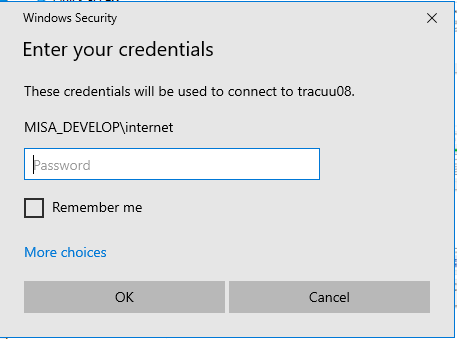 Windows Security
Enter your credentials
These credentials will be used to connect to tracuu08.
MISA_DEVELOP\internet
Password
Remember me
More choices
OK
Cancel